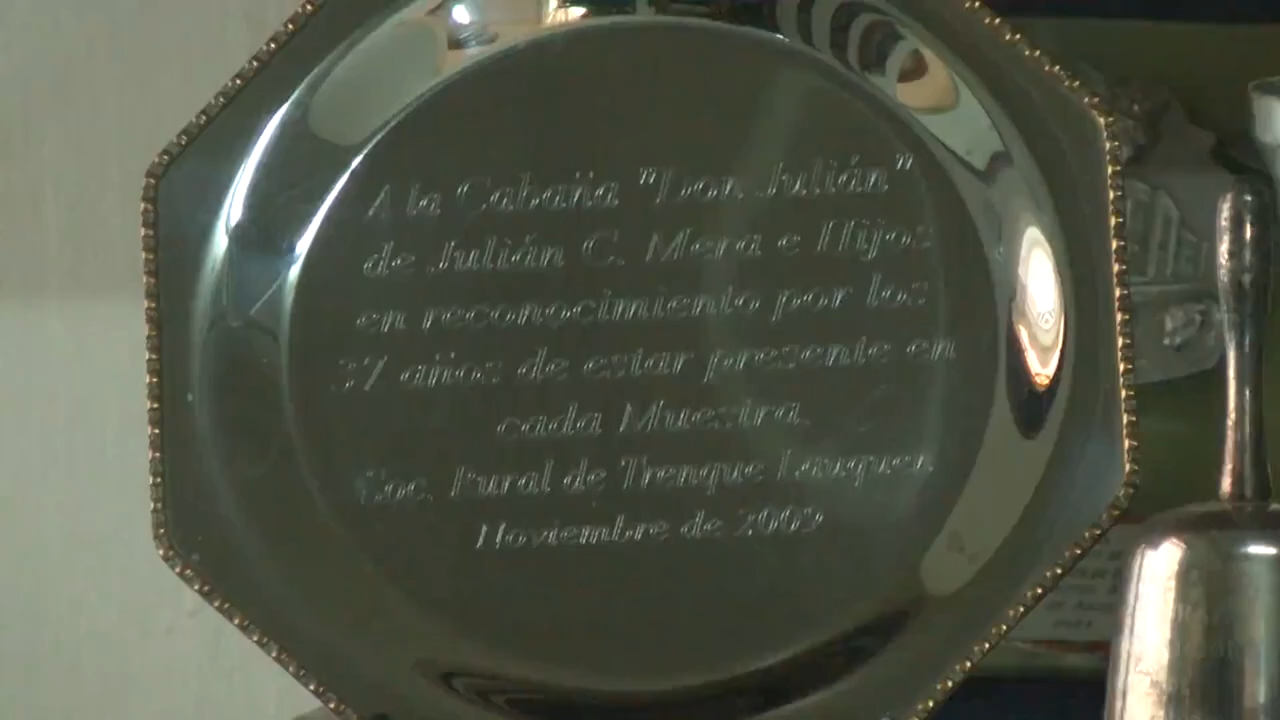 A la Cabaña "Don Julián"
de Julián C. Mera e Hijos
en reconocimiento por los
37 años de estar presente en
cada Muestra.
Soc. Rural de Trenque Lauquen
Noviembre de 2003